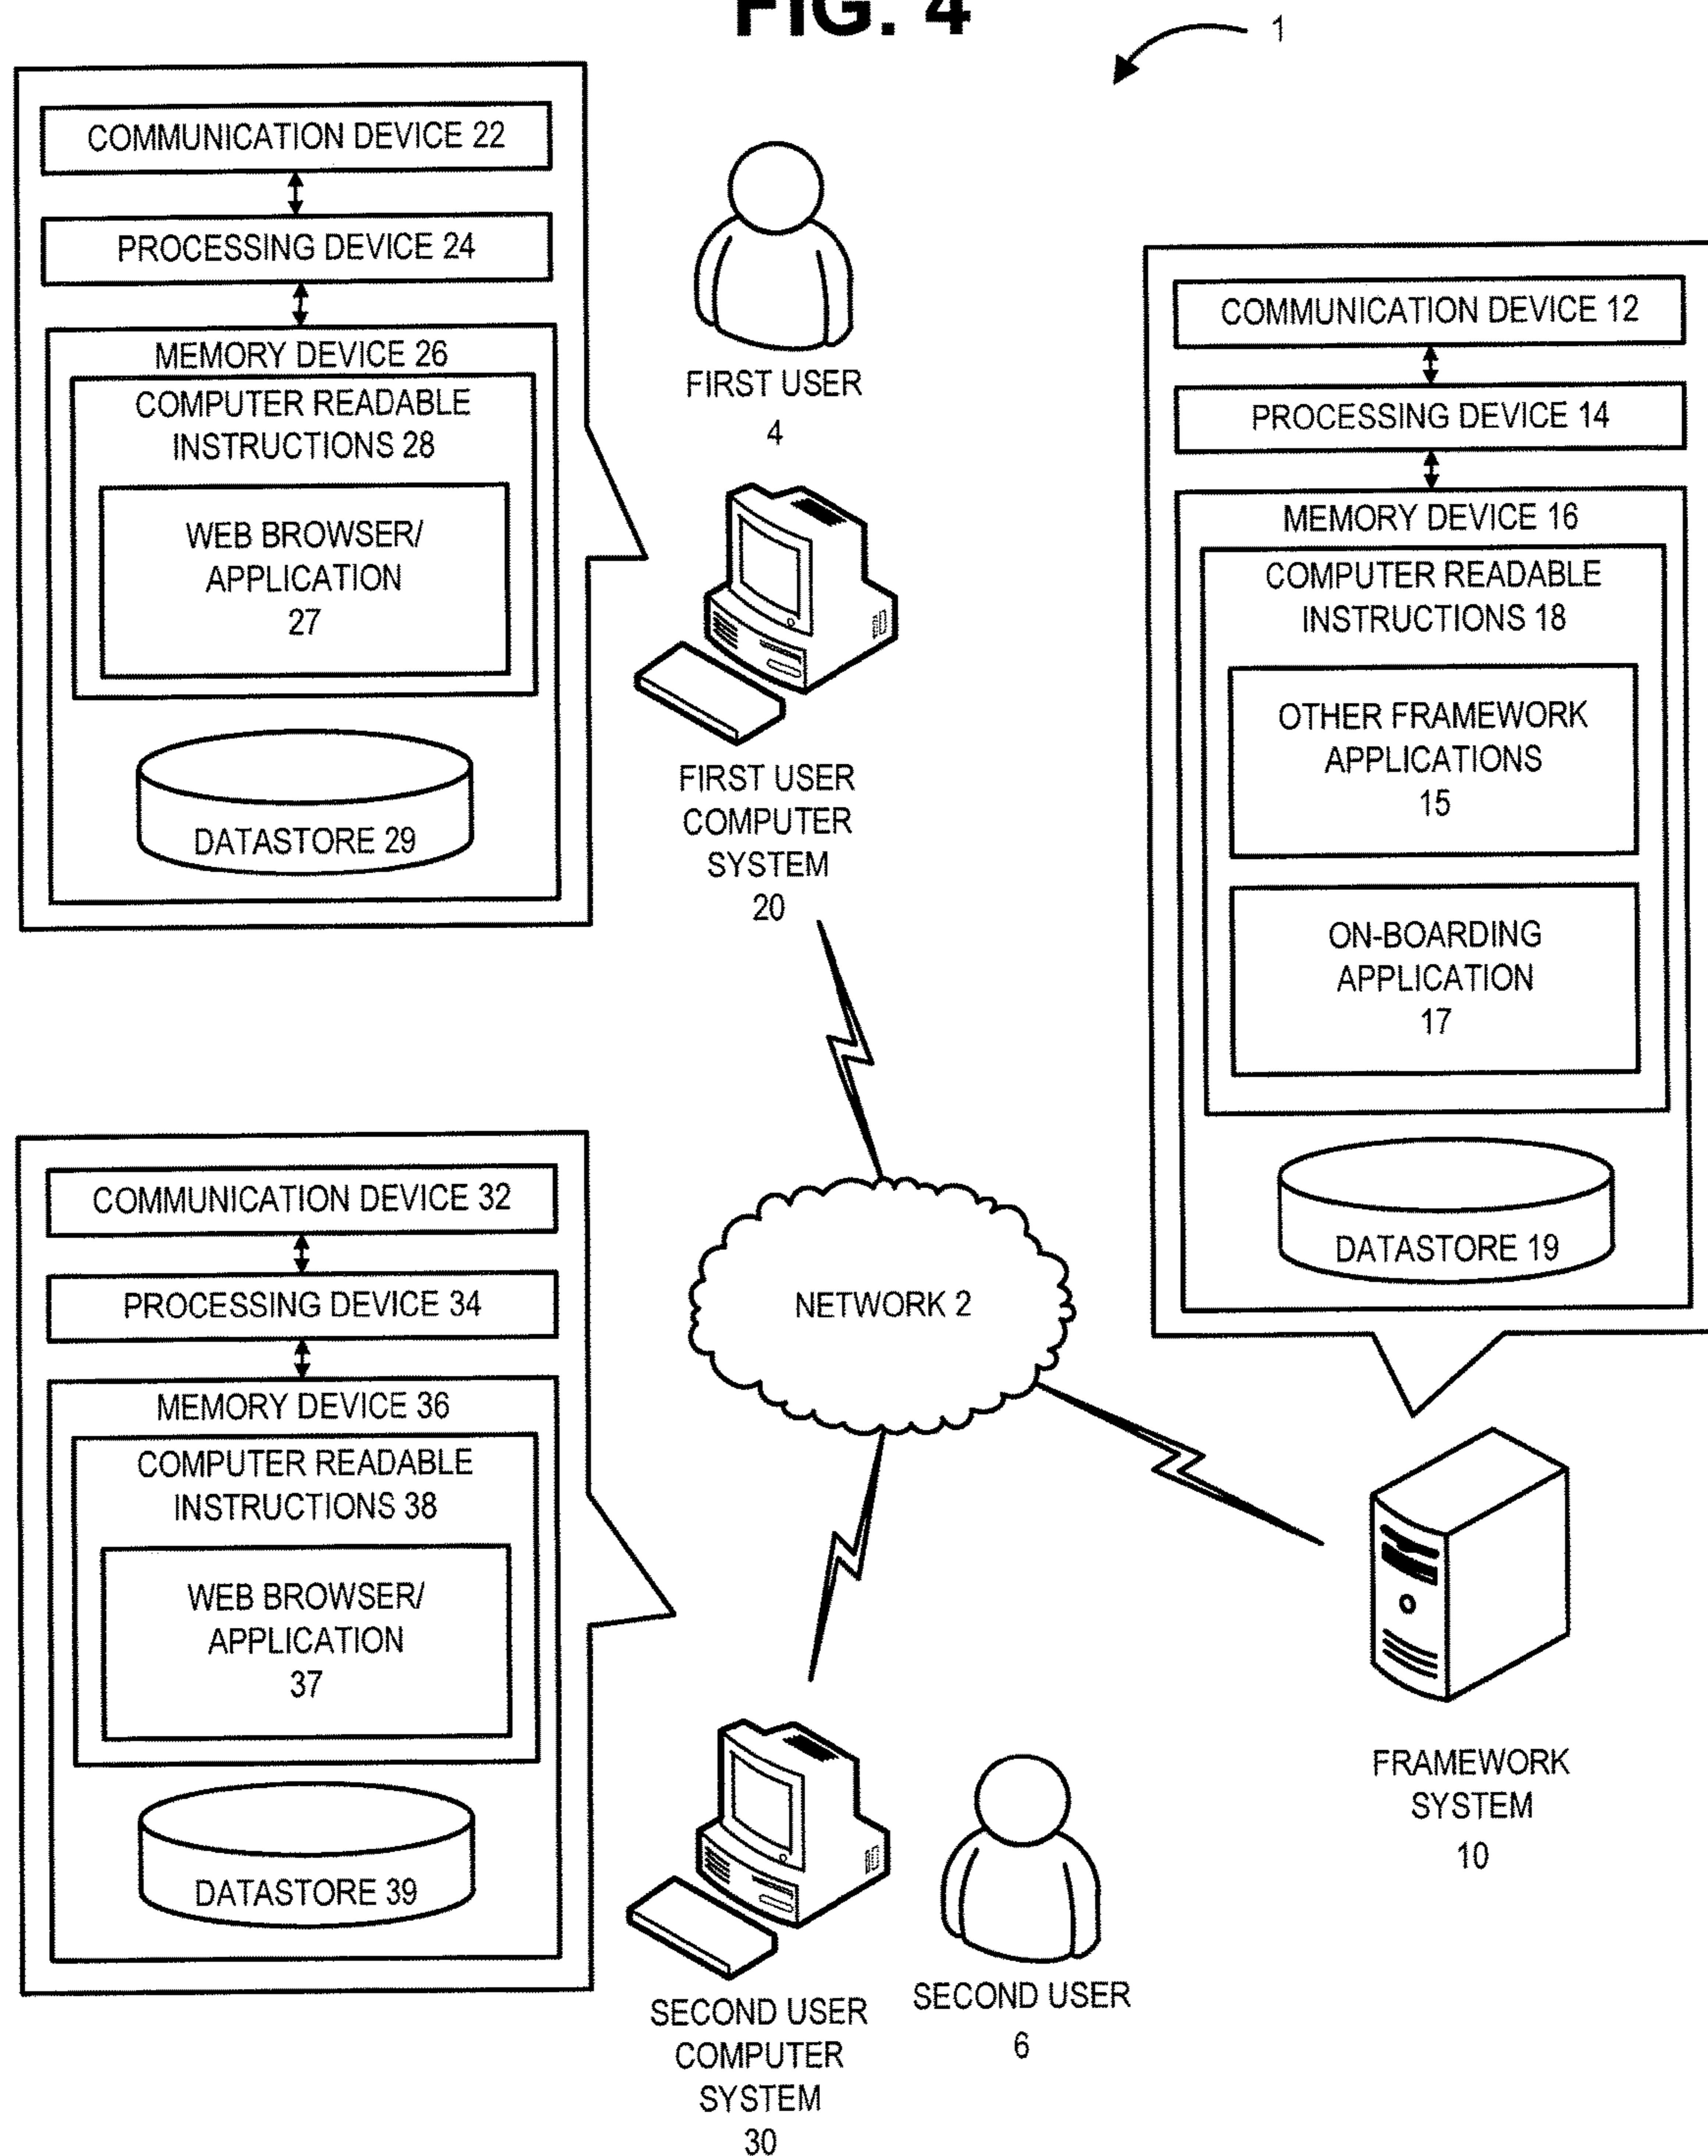 FIG. 4
1
COMMUNICATION DEVICE 22
PROCESSING DEVICE 24
MEMORY DEVICE 26
COMPUTER READABLE
INSTRUCTIONS 28
WEB BROWSER/
APPLICATION
27
DATASTORE 29
FIRST USER
4
FIRST USER
COMPUTER
SYSTEM
20
COMMUNICATION DEVICE 12
PROCESSING DEVICE 14
MEMORY DEVICE 16
COMPUTER READABLE
INSTRUCTIONS 18
OTHER FRAMEWORK
APPLICATIONS
15
ON-BOARDING
APPLICATION
17
DATASTORE 19
NETWORK 2
COMMUNICATION DEVICE 32
PROCESSING DEVICE 34
MEMORY DEVICE 36
COMPUTER READABLE
INSTRUCTIONS 38
WEB BROWSER/
APPLICATION
37
DATASTORE 39
SECOND USER
COMPUTER
SYSTEM
30
SECOND USER
6
FRAMEWORK
SYSTEM
10